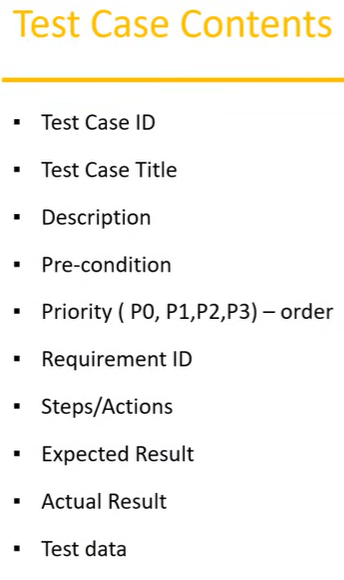 Test Case Contents
▪ Test Case ID
▪ Test Case Title
▪ Description
▪ Pre-condition
▪ Priority ( P0, P1,P2,P3) – order
▪ Requirement ID
▪ Steps/Actions
▪ Expected Result
▪ Actual Result
▪ Test data